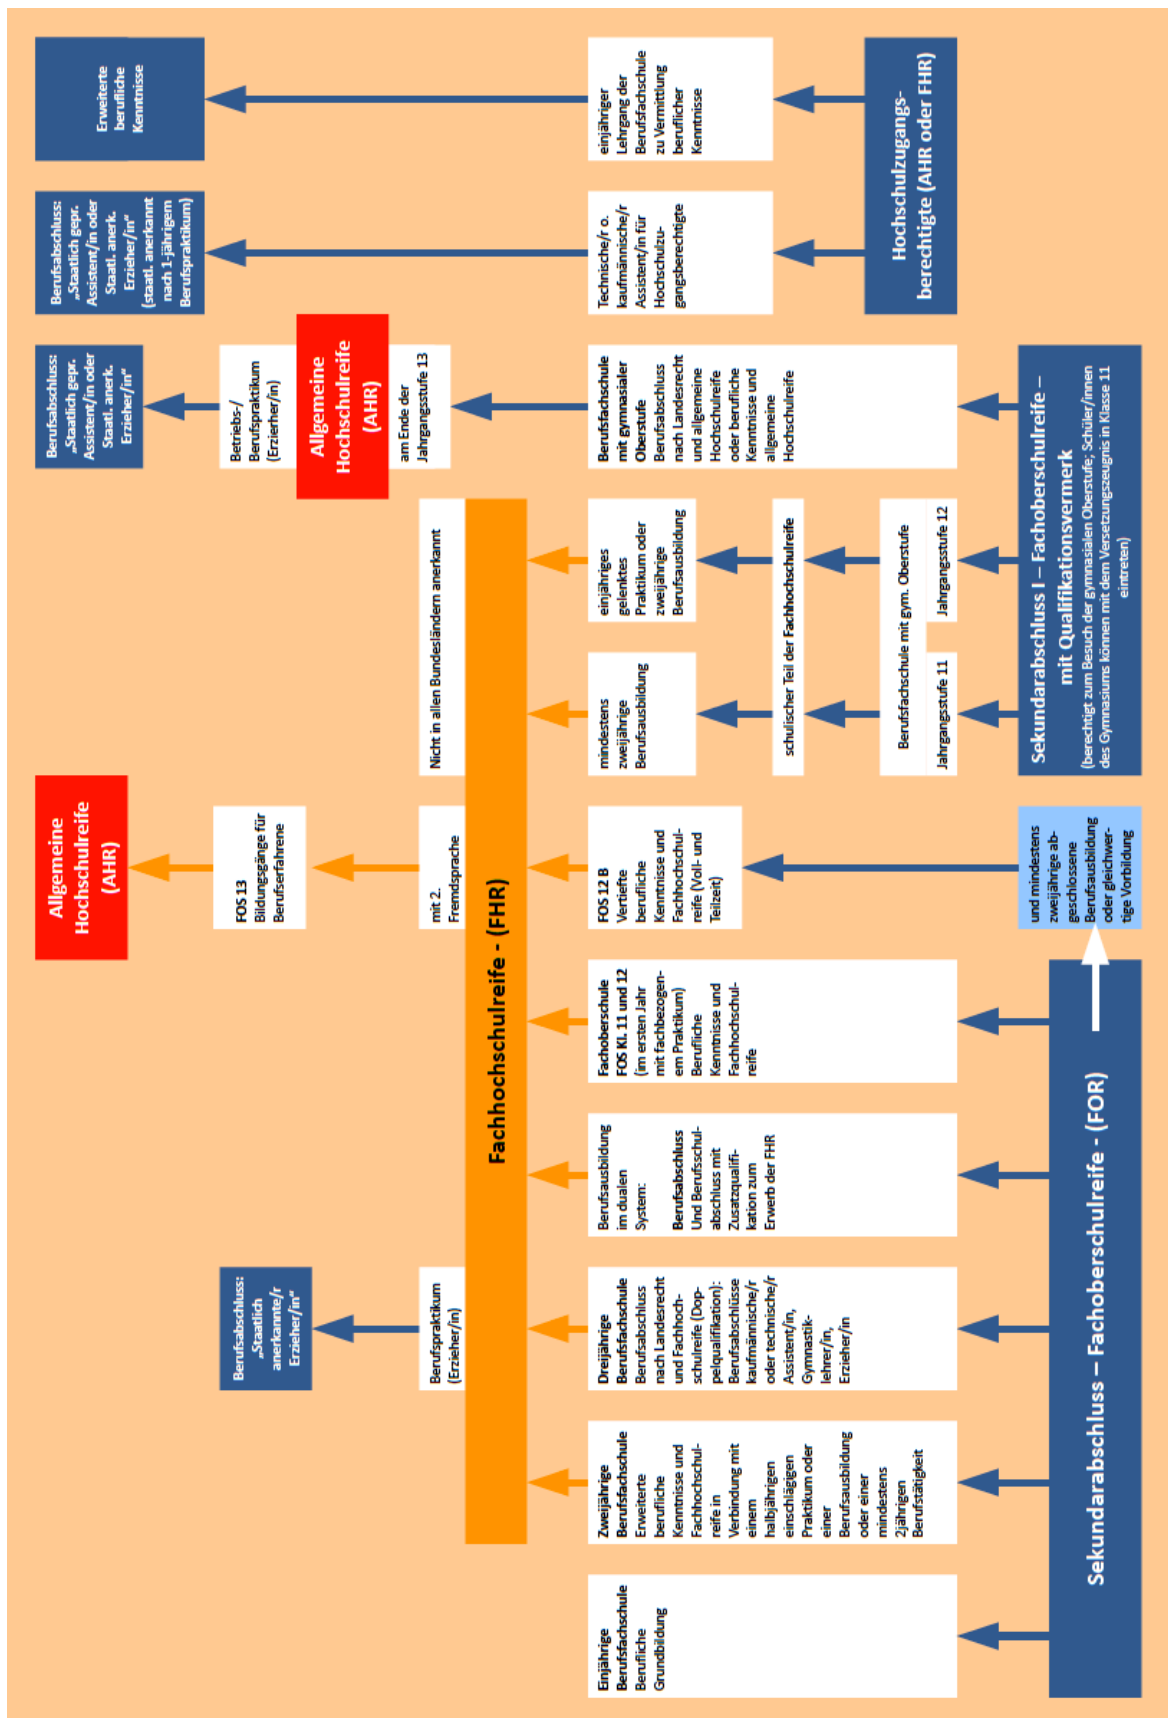 Allgemeine
Hochschulreife
(AHR)
Berufsabschluss:
„Staatlich gepr.
Assistent/in oder
Staatl. anerk.
Erzieher/in“
Berufsabschluss:
„Staatlich gepr.
Assistent/in oder
Staatl. anerk.
Erzieher/in“
(staatl. anerkannt
nach 1-jährigem
Berufspraktikum)
Erweiterte
berufliche
Kenntnisse
Berufsabschluss:
„Staatlich
anerkannte/r
Erzieher/in“
FOS 13
Bildungsgänge für
Berufserfahrene
Betriebs-/
Berufspraktikum
(Erzierher/in)
Allgemeine
Hochschulreife
(AHR)
am Ende der
Jahrgangsstufe 13
Berufspraktikum
(Erzieher/in)
mit 2.
Fremdsprache
Nicht in allen Bundesländern anerkannt
Fachhochschulreife - (FHR)
Einjährige
Berufsfachschule
Berufliche
Grundbildung
Zweijährige
Berufsfachschule
Erweiterte
berufliche
Kenntnisse und
Fachhochschul-
reife in
Verbindung mit
einem
halbjährigen
einschlägigen
Praktikum oder
einer
Berufsausbildung
oder einer
mindestens
2jährigen
Berufstätigkeit
Dreijährige
Berufsfachschule
Berufsabschluss
nach Landesrecht
und Fachhoch-
schulreife (Dop-
pelqualifikation):
Berufsabschlüsse
kaufmännische/r
oder technische/r
Assistent/in,
Gymnastik-
lehrer/in,
Erzieher/in
Berufsausbildung
im dualen
System:
Berufsabschluss
Und Berufsschul-
abschluss mit
Zusatzqualifi-
kation zum
Erwerb der FHR
Fachoberschule
FOS Kl. 11 und 12
(im ersten Jahr
mit fachbezogen-
em Praktikum)
Berufliche
Kenntnisse und
Fachhochschul-
reife
FOS 12 B
Vertiefte
berufliche
Kenntnisse und
Fachhochschul-
reife (Voll- und
Teilzeit)
mindestens
zweijährige
Berufsausbildung
einjähriges
gelenktes
Praktikum oder
zweijährige
Berufsausbildung
schulischer Teil der Fachhochschulreife
Berufsfachschule mit gym. Oberstufe
Jahrgangsstufe 11
Jahrgangsstufe 12
Berufsfachschule
mit gymnasialer
Oberstufe
Berufsabschluss
nach Landesrecht
und allgemeine
Hochschulreife
oder berufliche
Kenntnisse und
allgemeine
Hochschulreife
Technische/r o.
kaufmännische/r
Assistent/in für
Hochschulzu-
gangsberechtigte
einjähriger
Lehrgang der
Berufsfachschule
zu Vermittlung
beruflicher
Kenntnisse
Hochschulzugangs-
berechtigte (AHR oder FHR)
Sekundarabschluss – Fachoberschulreife - (FOR)
und mindestens
zweijährige ab-
geschlossene
Berufsausbildung
oder gleichwer-
tige Vorbildung
Sekundarabschluss I – Fachoberschulreife –
mit Qualifikationsvermerk
(berechtigt zum Besuch der gymnasialen Oberstufe; Schüler/innen
des Gymnasiums können mit dem Versetzungszeugnis in Klasse 11
eintreten)